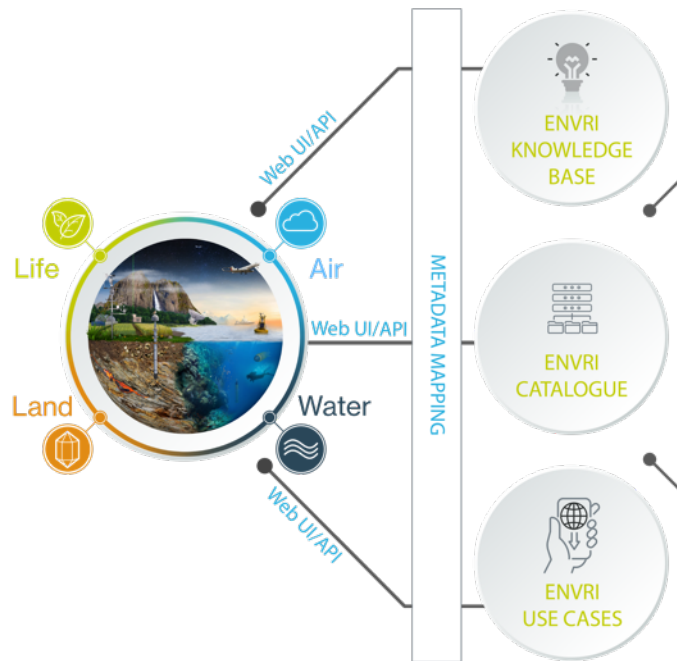 Web UI/API
ENVRI
KNOWLEDGE
BASE
Life
Air
Web UI/API
METADATA MAPPING
ENVRI
CATALOGUE
Land
Water
Web UI/API
ENVRI
USE CASES